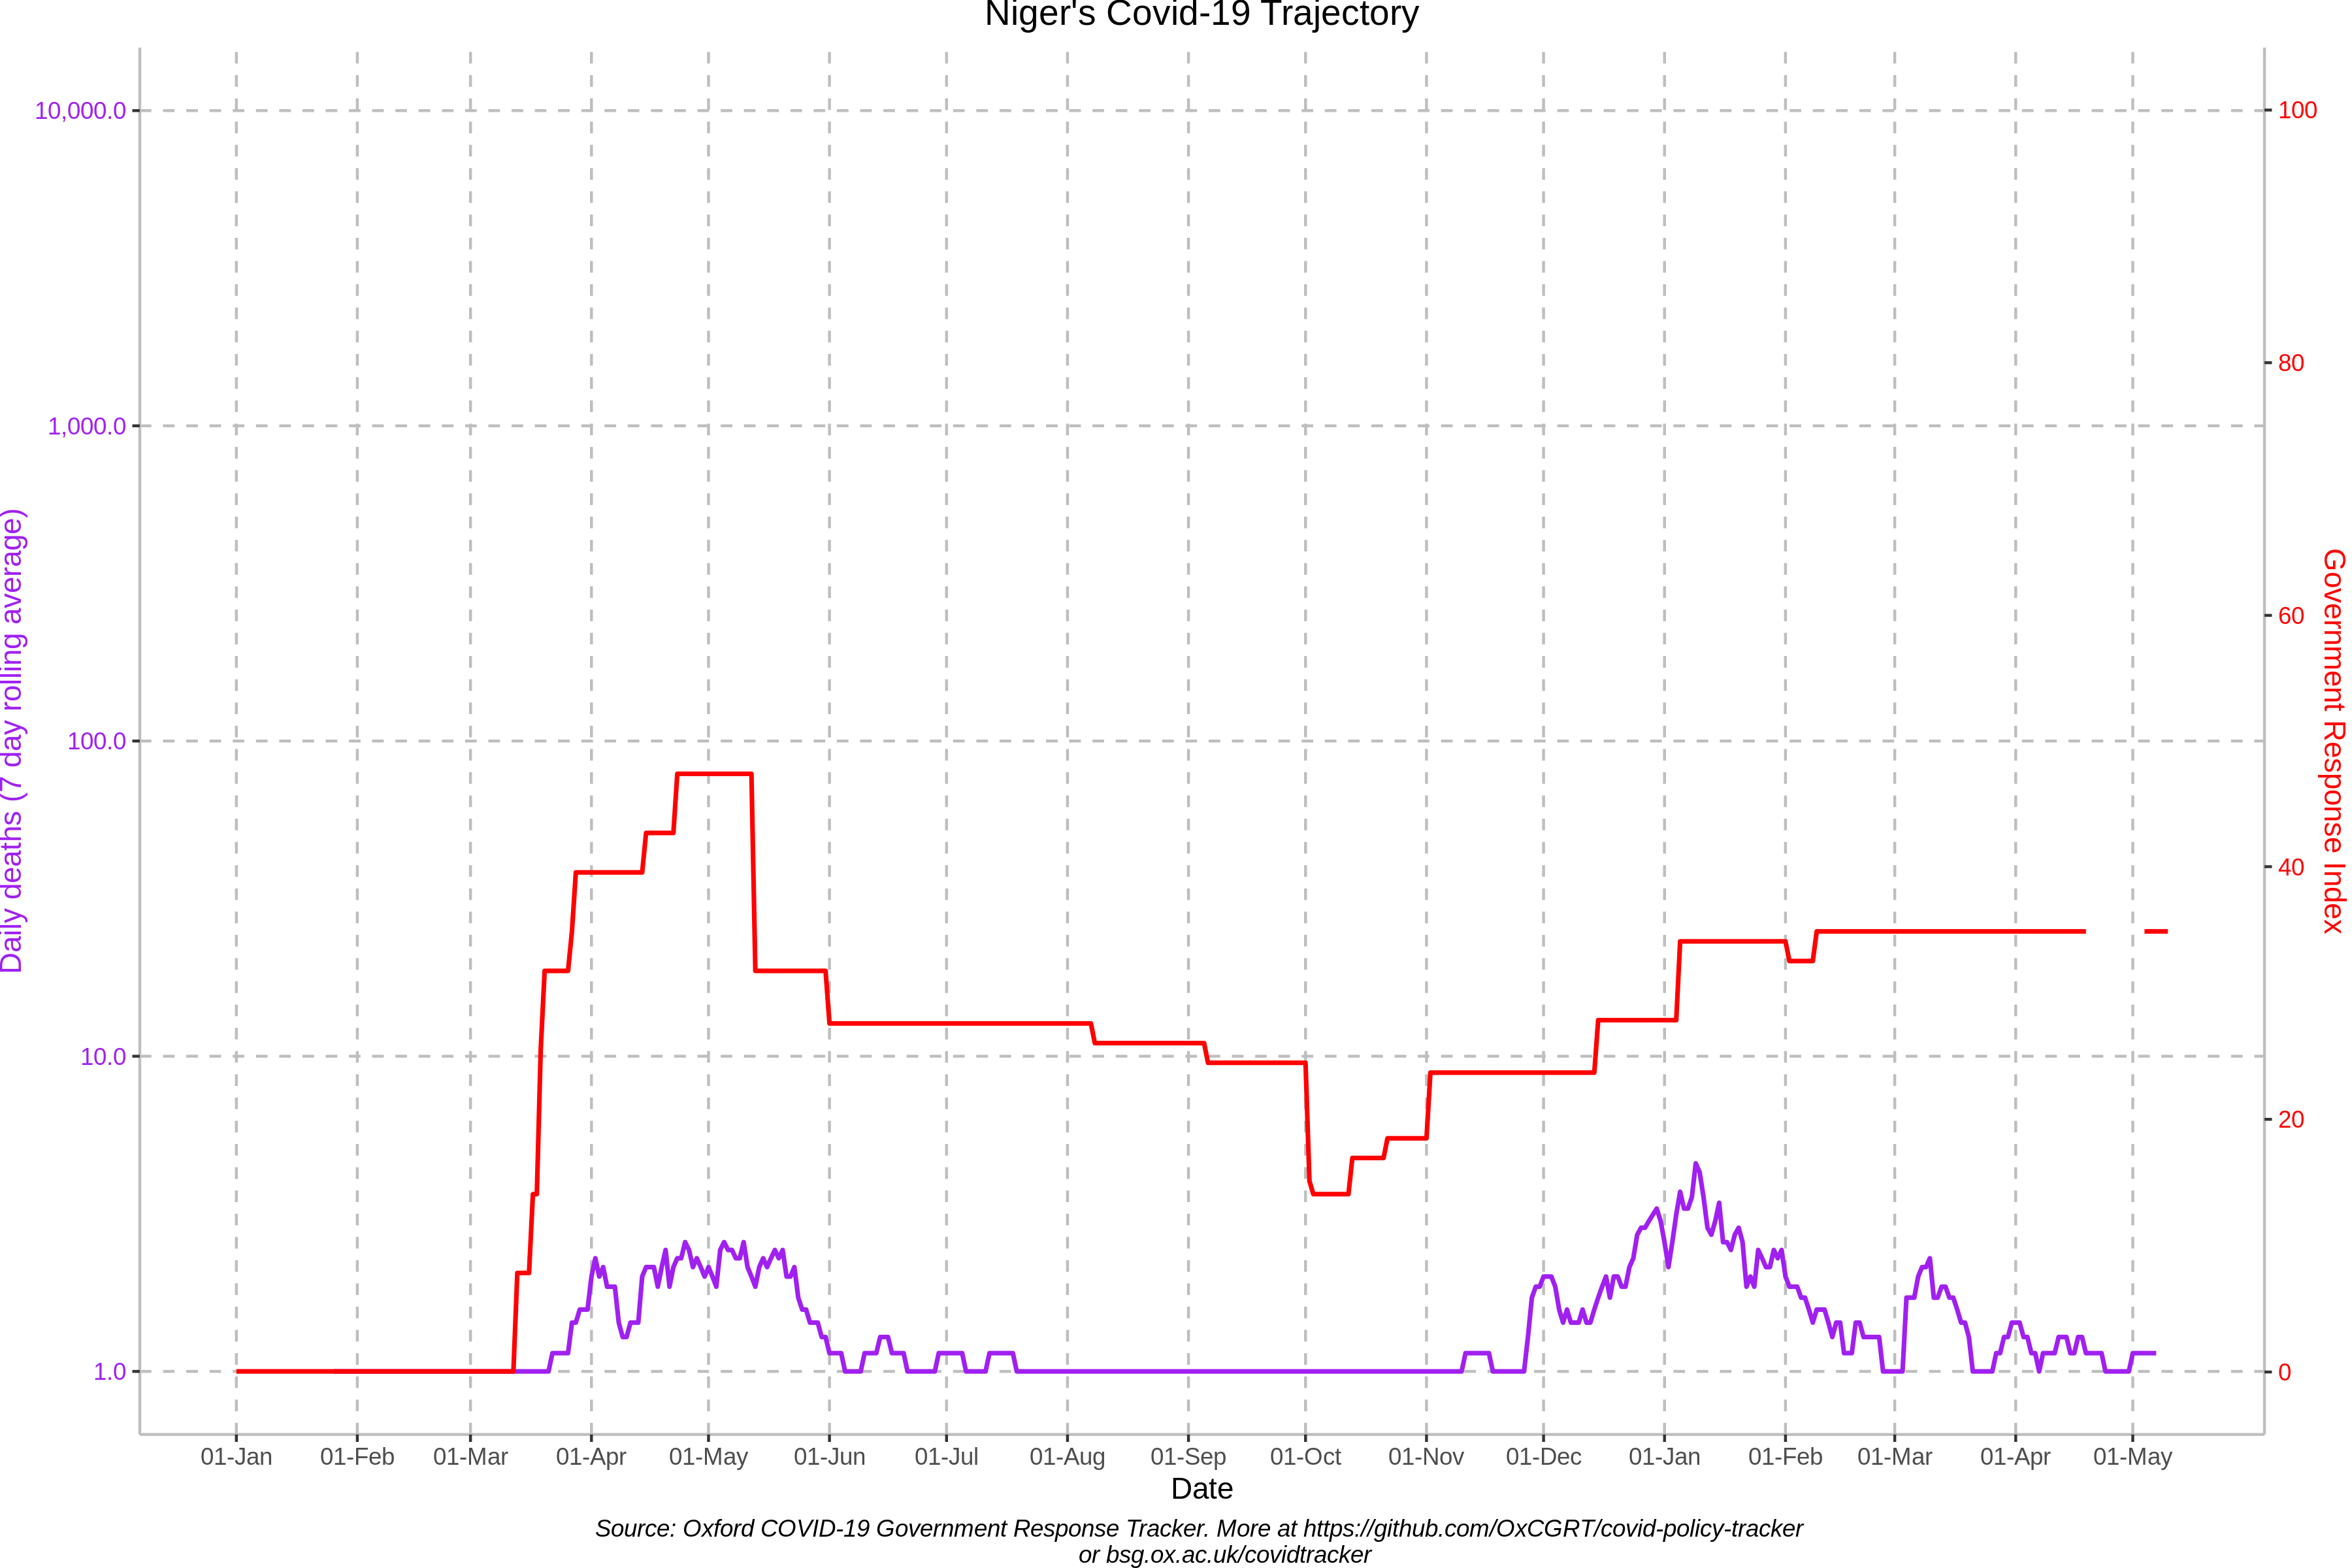 Niger's Covid-19 Trajectory
10,000.0
1,000.0
100.0
10.0
1.0
Daily deaths (7 day rolling average)
100
80
60
40
20
0
Government Response Index
01-Jan 01-Feb 01-Mar 01-Apr 01-May 01-Jun 01-Jul 01-Aug 01-Sep 01-Oct 01-Nov 01-Dec 01-Jan 01-Feb 01-Mar 01-Apr 01-May
Date
Source: Oxford COVID-19 Government Response Tracker. More at https://github.com/OxCGRT/covid-policy-tracker
or bsg.ox.ac.uk/covidtracker